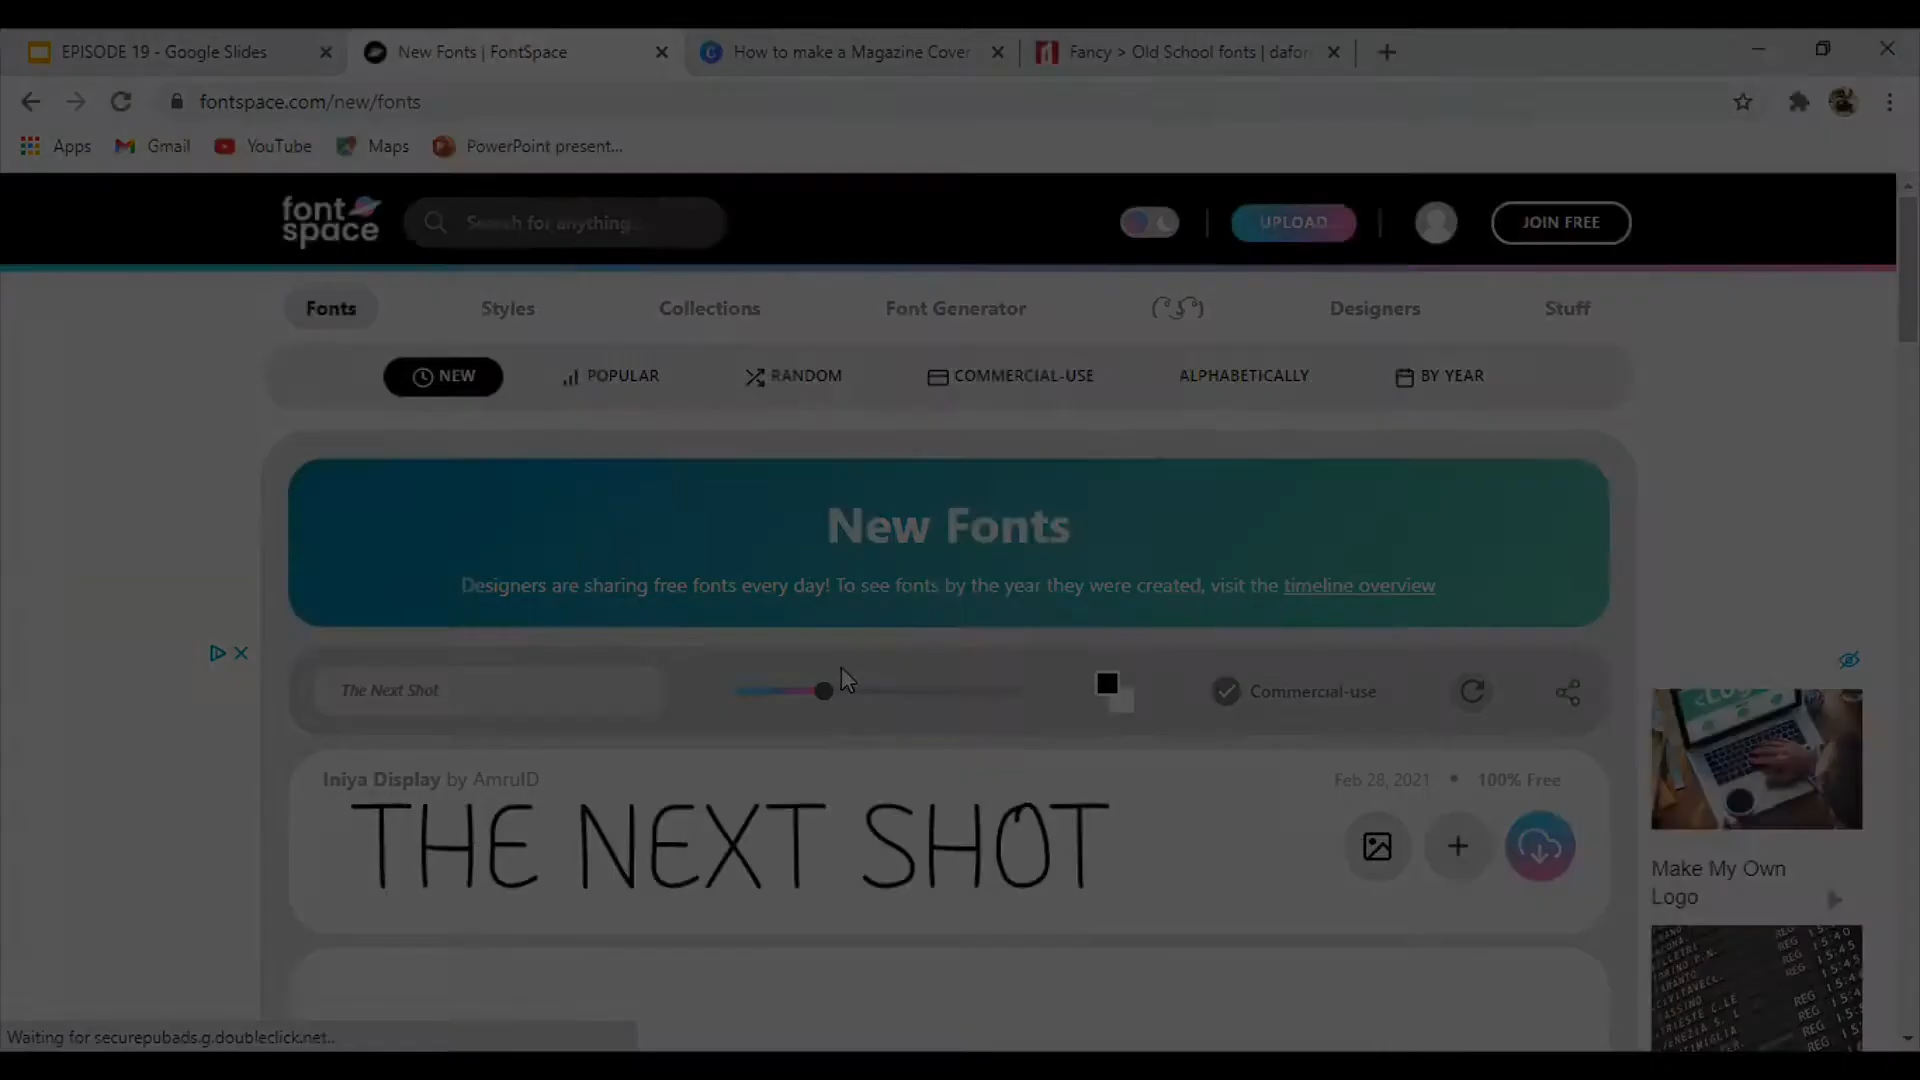 EPISODE 19 - Google Slides
New Fonts | FontSpace
How to make a Magazine Cover
Fancy > Old School fonts | dafon
fontspace.com/new/fonts
Apps
Gmail
YouTube
Maps
PowerPoint present...
font space
Search for anything...
UPLOAD
JOIN FREE
Fonts
Styles
Collections
Font Generator
( ͡° ͜ʖ ͡°)
Designers
Stuff
NEW
POPULAR
RANDOM
COMMERCIAL-USE
ALPHABETICALLY
BY YEAR
New Fonts
Designers are sharing free fonts every day! To see fonts by the year they were created, visit the timeline overview
The Next Shot
Commercial-use
Iniya Display by AmruID
Feb 28, 2021 • 100% Free
THE NEXT SHOT
Make My Own
Logo
Waiting for securepubads.g.doubleclick.net...